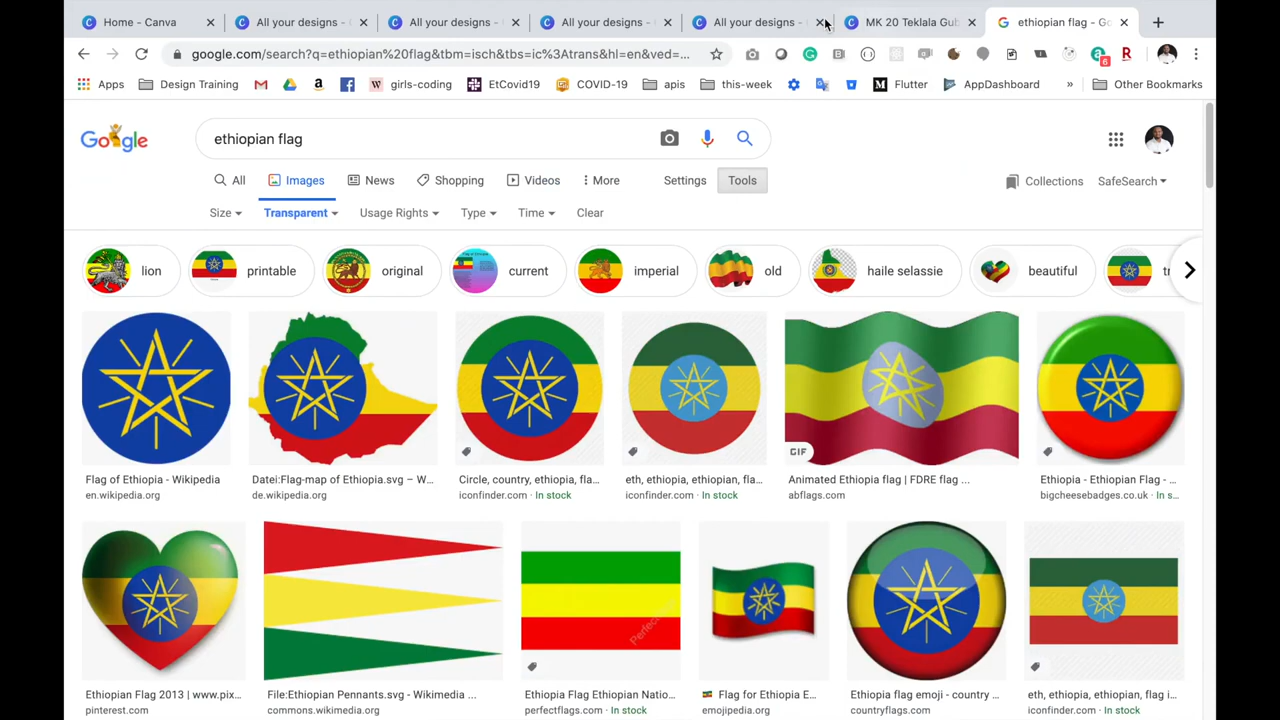 Home - Canva
All your designs -
All your designs -
All your designs -
All your designs -
MK 20 Teklala Gub
ethiopian flag - Go
google.com/search?q=ethiopian%20flag&tbm=isch&tbs=ic%3Atrans&hl=en&ved=...
6
Apps
Design Training
girls-coding
EtCovid19
COVID-19
apis
this-week
Flutter
AppDashboard
»
Other Bookmarks
Google
ethiopian flag
All
Images
News
Shopping
Videos
More
Settings
Tools
Collections
SafeSearch
Size
Transparent
Usage Rights
Type
Time
Clear
lion
printable
original
current
imperial
old
haile selassie
beautiful
GIF
Flag of Ethiopia - Wikipedia
en.wikipedia.org
Datei:Flag-map of Ethiopia.svg – W...
de.wikipedia.org
Circle, country, ethiopia, fla...
iconfinder.com · In stock
eth, ethiopia, ethiopian, fla...
iconfinder.com · In stock
Animated Ethiopia flag | FDRE flag ...
abflags.com
Ethiopia - Ethiopian Flag - ...
bigcheesebadges.co.uk · In s...
Ethiopian Flag 2013 | www.pix...
pinterest.com
File:Ethiopian Pennants.svg - Wikimedia ...
commons.wikimedia.org
Ethiopia Flag Ethiopian Natio...
perfectflags.com · In stock
Flag for Ethiopia E...
emojipedia.org
Ethiopia flag emoji - country ...
countryflags.com
eth, ethiopia, ethiopian, flag i...
iconfinder.com · In stock